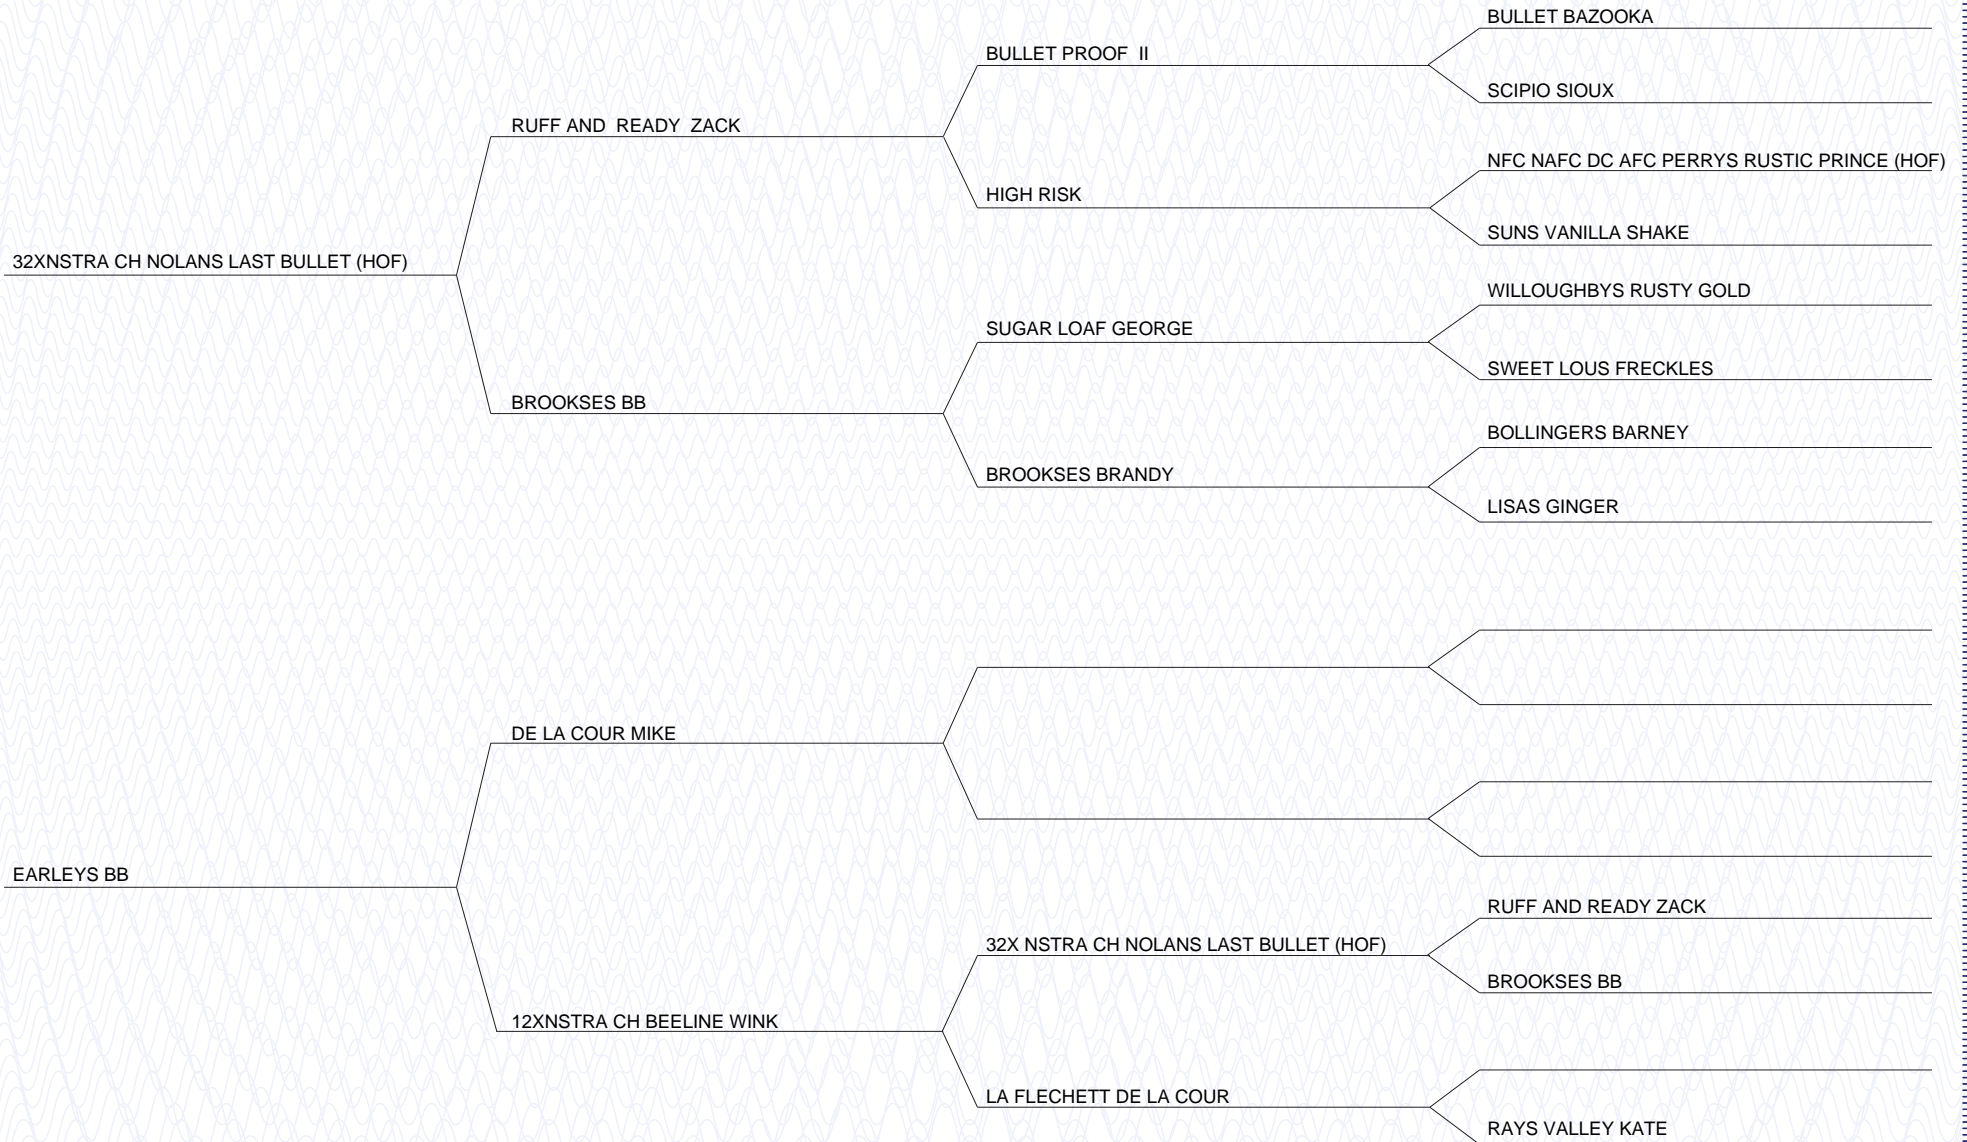 BULLET BAZOOKA
BULLET PROOF  II
SCIPIO SIOUX
RUFF AND  READY  ZACK
NFC NAFC DC AFC PERRYS RUSTIC PRINCE (HOF)
HIGH RISK
SUNS VANILLA SHAKE
32XNSTRA CH NOLANS LAST BULLET (HOF)
WILLOUGHBYS RUSTY GOLD
SUGAR LOAF GEORGE
SWEET LOUS FRECKLES
BROOKSES BB
BOLLINGERS BARNEY
BROOKSES BRANDY
LISAS GINGER
DE LA COUR MIKE
EARLEYS BB
RUFF AND READY ZACK
32X NSTRA CH NOLANS LAST BULLET (HOF)
BROOKSES BB
12XNSTRA CH BEELINE WINK
LA FLECHETT DE LA COUR
RAYS VALLEY KATE